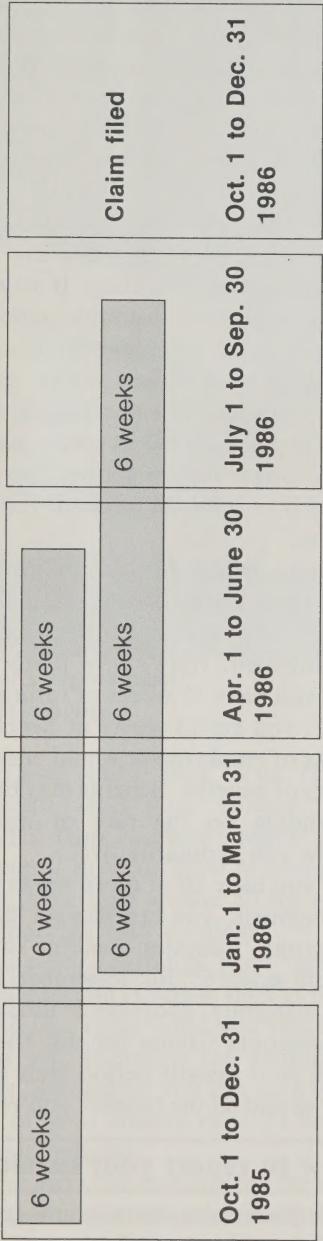 6 weeks
6 weeks
6 weeks
6 weeks
6 weeks
6 weeks
Claim filed
Oct. 1 to Dec. 31
1985
Jan. 1 to March 31
1986
Apr. 1 to June 30
1986
July 1 to Sep. 30
1986
Oct. 1 to Dec. 31
1986